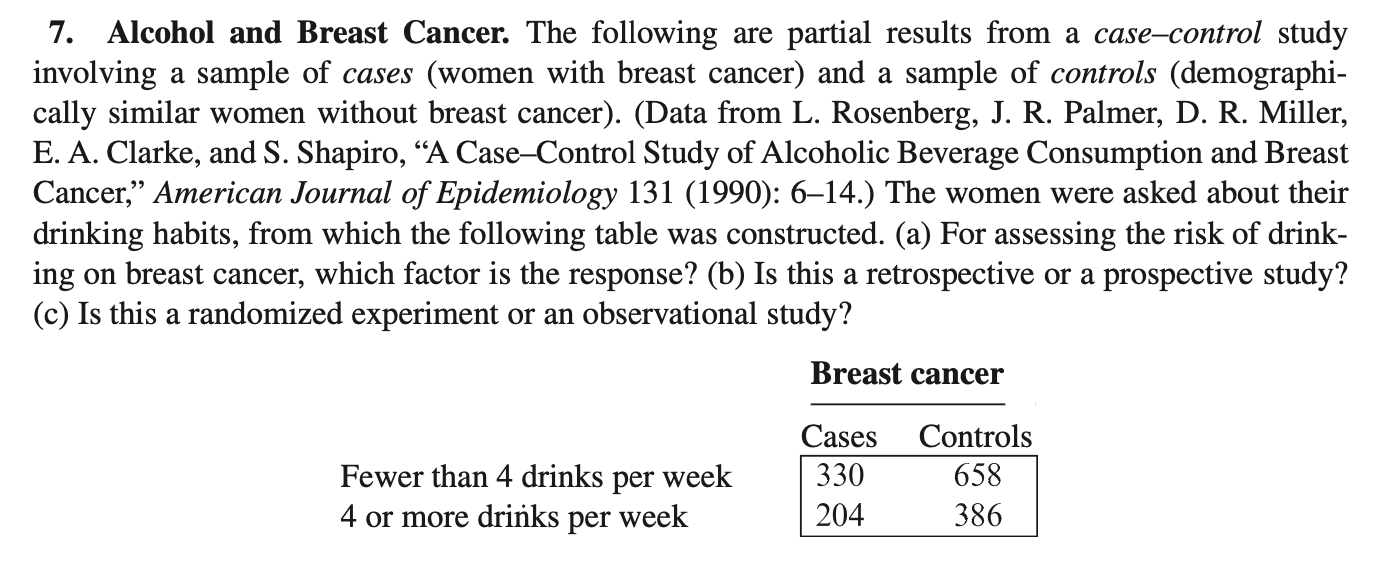 7. Alcohol and Breast Cancer. The following are partial results from a case–control study
involving a sample of cases (women with breast cancer) and a sample of controls (demographi-
cally similar women without breast cancer). (Data from L. Rosenberg, J. R. Palmer, D. R. Miller,
E. A. Clarke, and S. Shapiro, “A Case–Control Study of Alcoholic Beverage Consumption and Breast
Cancer,” American Journal of Epidemiology 131 (1990): 6–14.) The women were asked about their
drinking habits, from which the following table was constructed. (a) For assessing the risk of drink-
ing on breast cancer, which factor is the response? (b) Is this a retrospective or a prospective study?
(c) Is this a randomized experiment or an observational study?
Breast cancer
Cases Controls
Fewer than 4 drinks per week 330 658
4 or more drinks per week 204 386